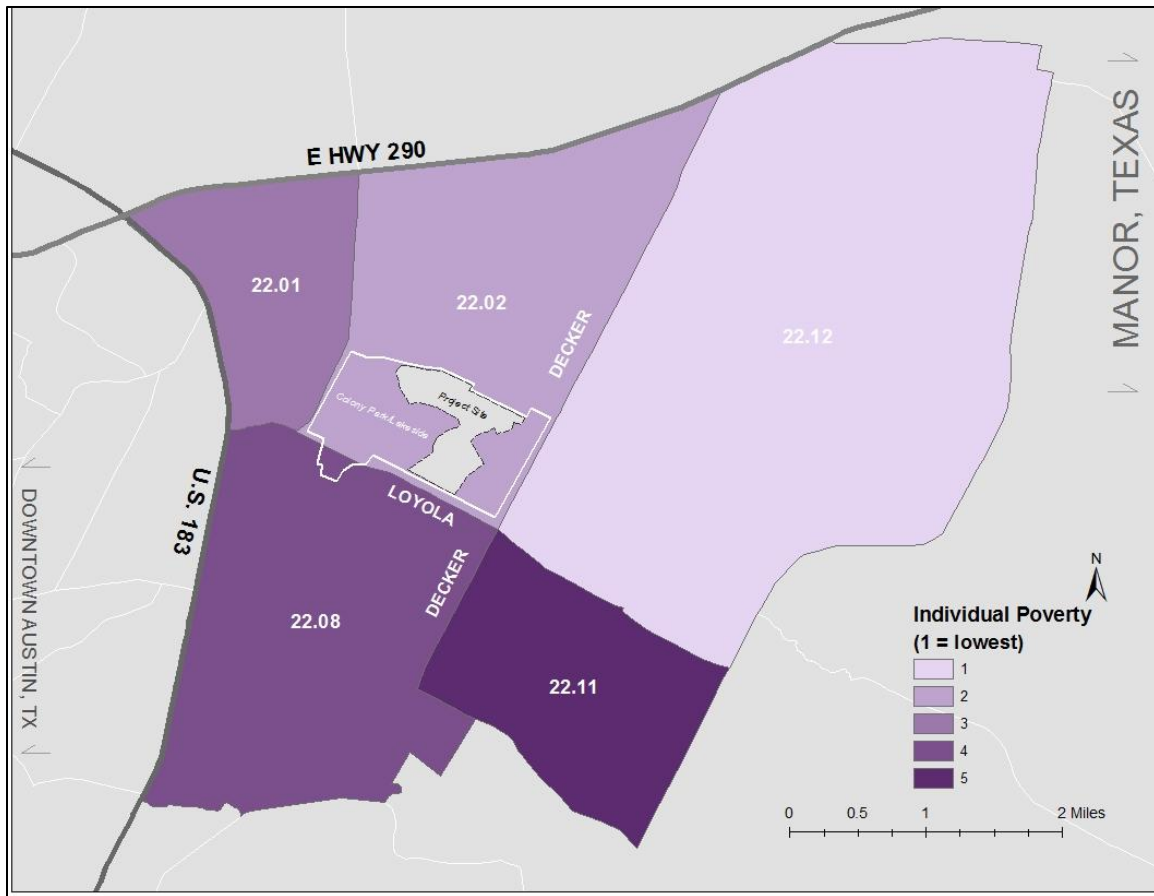 MANOR, TEXAS
E HWY 290
22.01
22.02
DECKER
22.12
Colony Park/Lakeside
Project Site
LOYOLA
U.S. 183
DOWNTOWN AUSTIN, TX
DECKER
22.08
22.11
N
Individual Poverty
(1 = lowest)
1
2
3
4
5
0 0.5 1 2 Miles